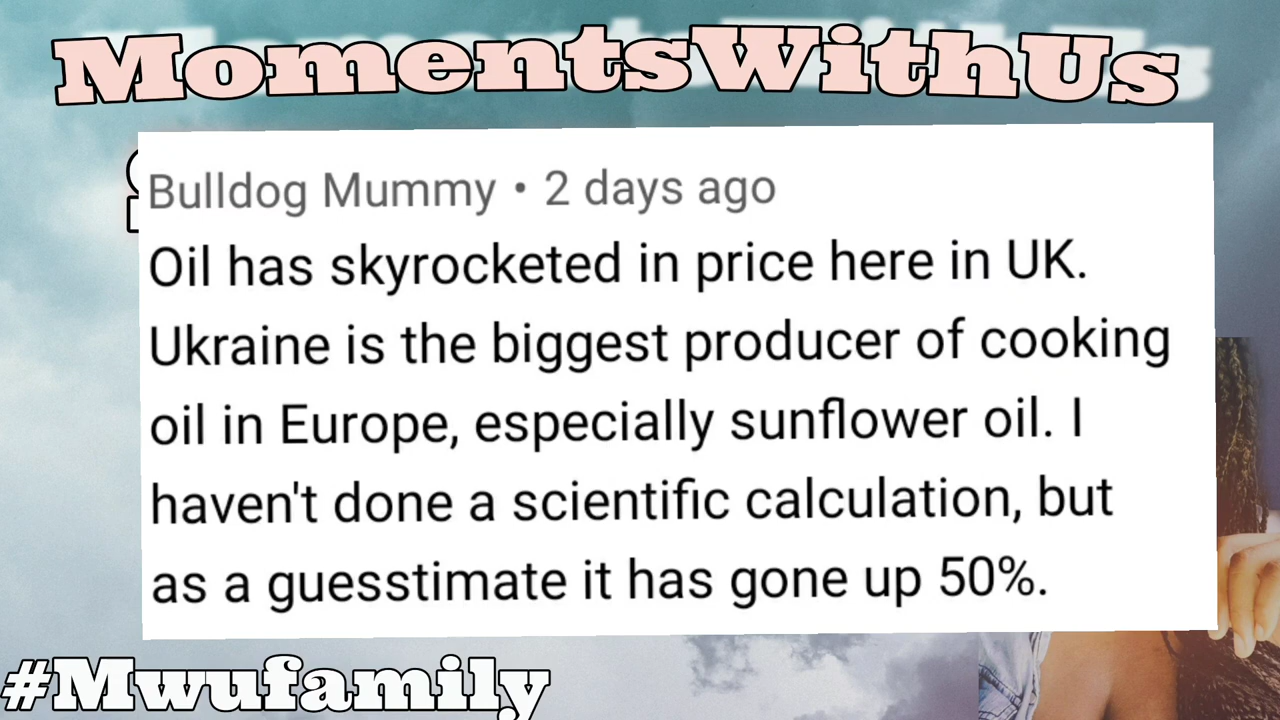 MomentsWithUs
Bulldog Mummy • 2 days ago
Oil has skyrocketed in price here in UK.
Ukraine is the biggest producer of cooking
oil in Europe, especially sunflower oil. I
haven't done a scientific calculation, but
as a guesstimate it has gone up 50%.
#Mwufamily